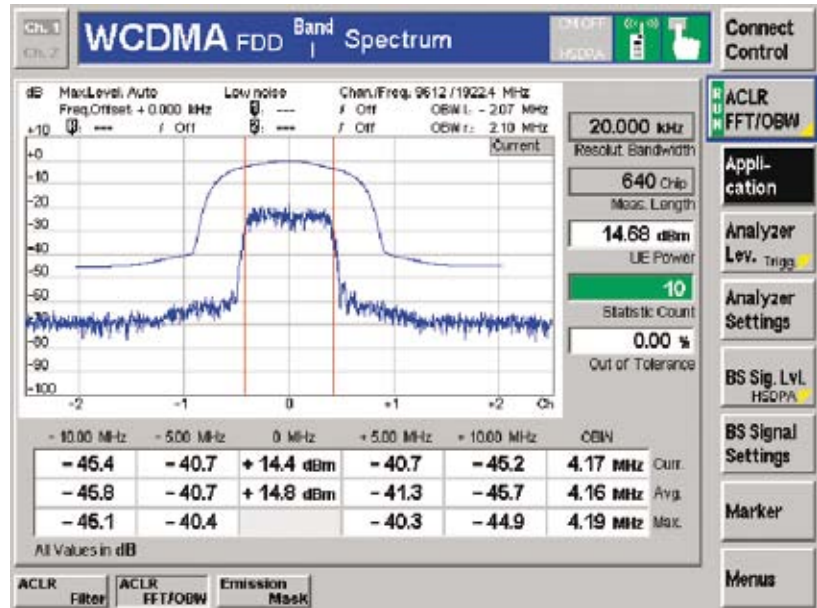 Ch. 1
Ch. 2
WCDMA FDD Band I Spectrum
ON OFF
HSDPA
Connect Control
dB Max.Level: Auto Low noise Chan./Freq. 9612 / 1922.4 MHz
Freq.Offset: + 0.000 kHz 1: --- / Off OBW l.: - 2.07 MHz
+10 --- / Off --- / Off OBW r.: 2.10 MHz
Current
+0
-10
-20
-30
-40
-50
-60
-80
-90
-100
-2 -1 0 +1 +2 Ch
20.000 kHz
Resolut. Bandwidth
640 Chip
Meas. Length
14.68 dBm
UE Power
10
Statistic Count
0.00 %
Out of Tolerance
- 10.00 MHz - 5.00 MHz 0 MHz + 5.00 MHz + 10.00 MHz OBW
- 45.4 - 40.7 + 14.4 dBm - 40.7 - 45.2 4.17 MHz Curr.
- 45.8 - 40.7 + 14.8 dBm - 41.3 - 45.7 4.16 MHz Avg.
- 45.1 - 40.4 - 40.3 - 44.9 4.19 MHz Max.
All Values in dB
RUN
ACLR
FFT/OBW
Appli-
cation
Analyzer
Lev. Trigg.
Analyzer
Settings
BS Sig. Lvl.
HSDPA
BS Signal
Settings
Marker
Menus
ACLR Filter
ACLR FFT/OBW
Emission Mask